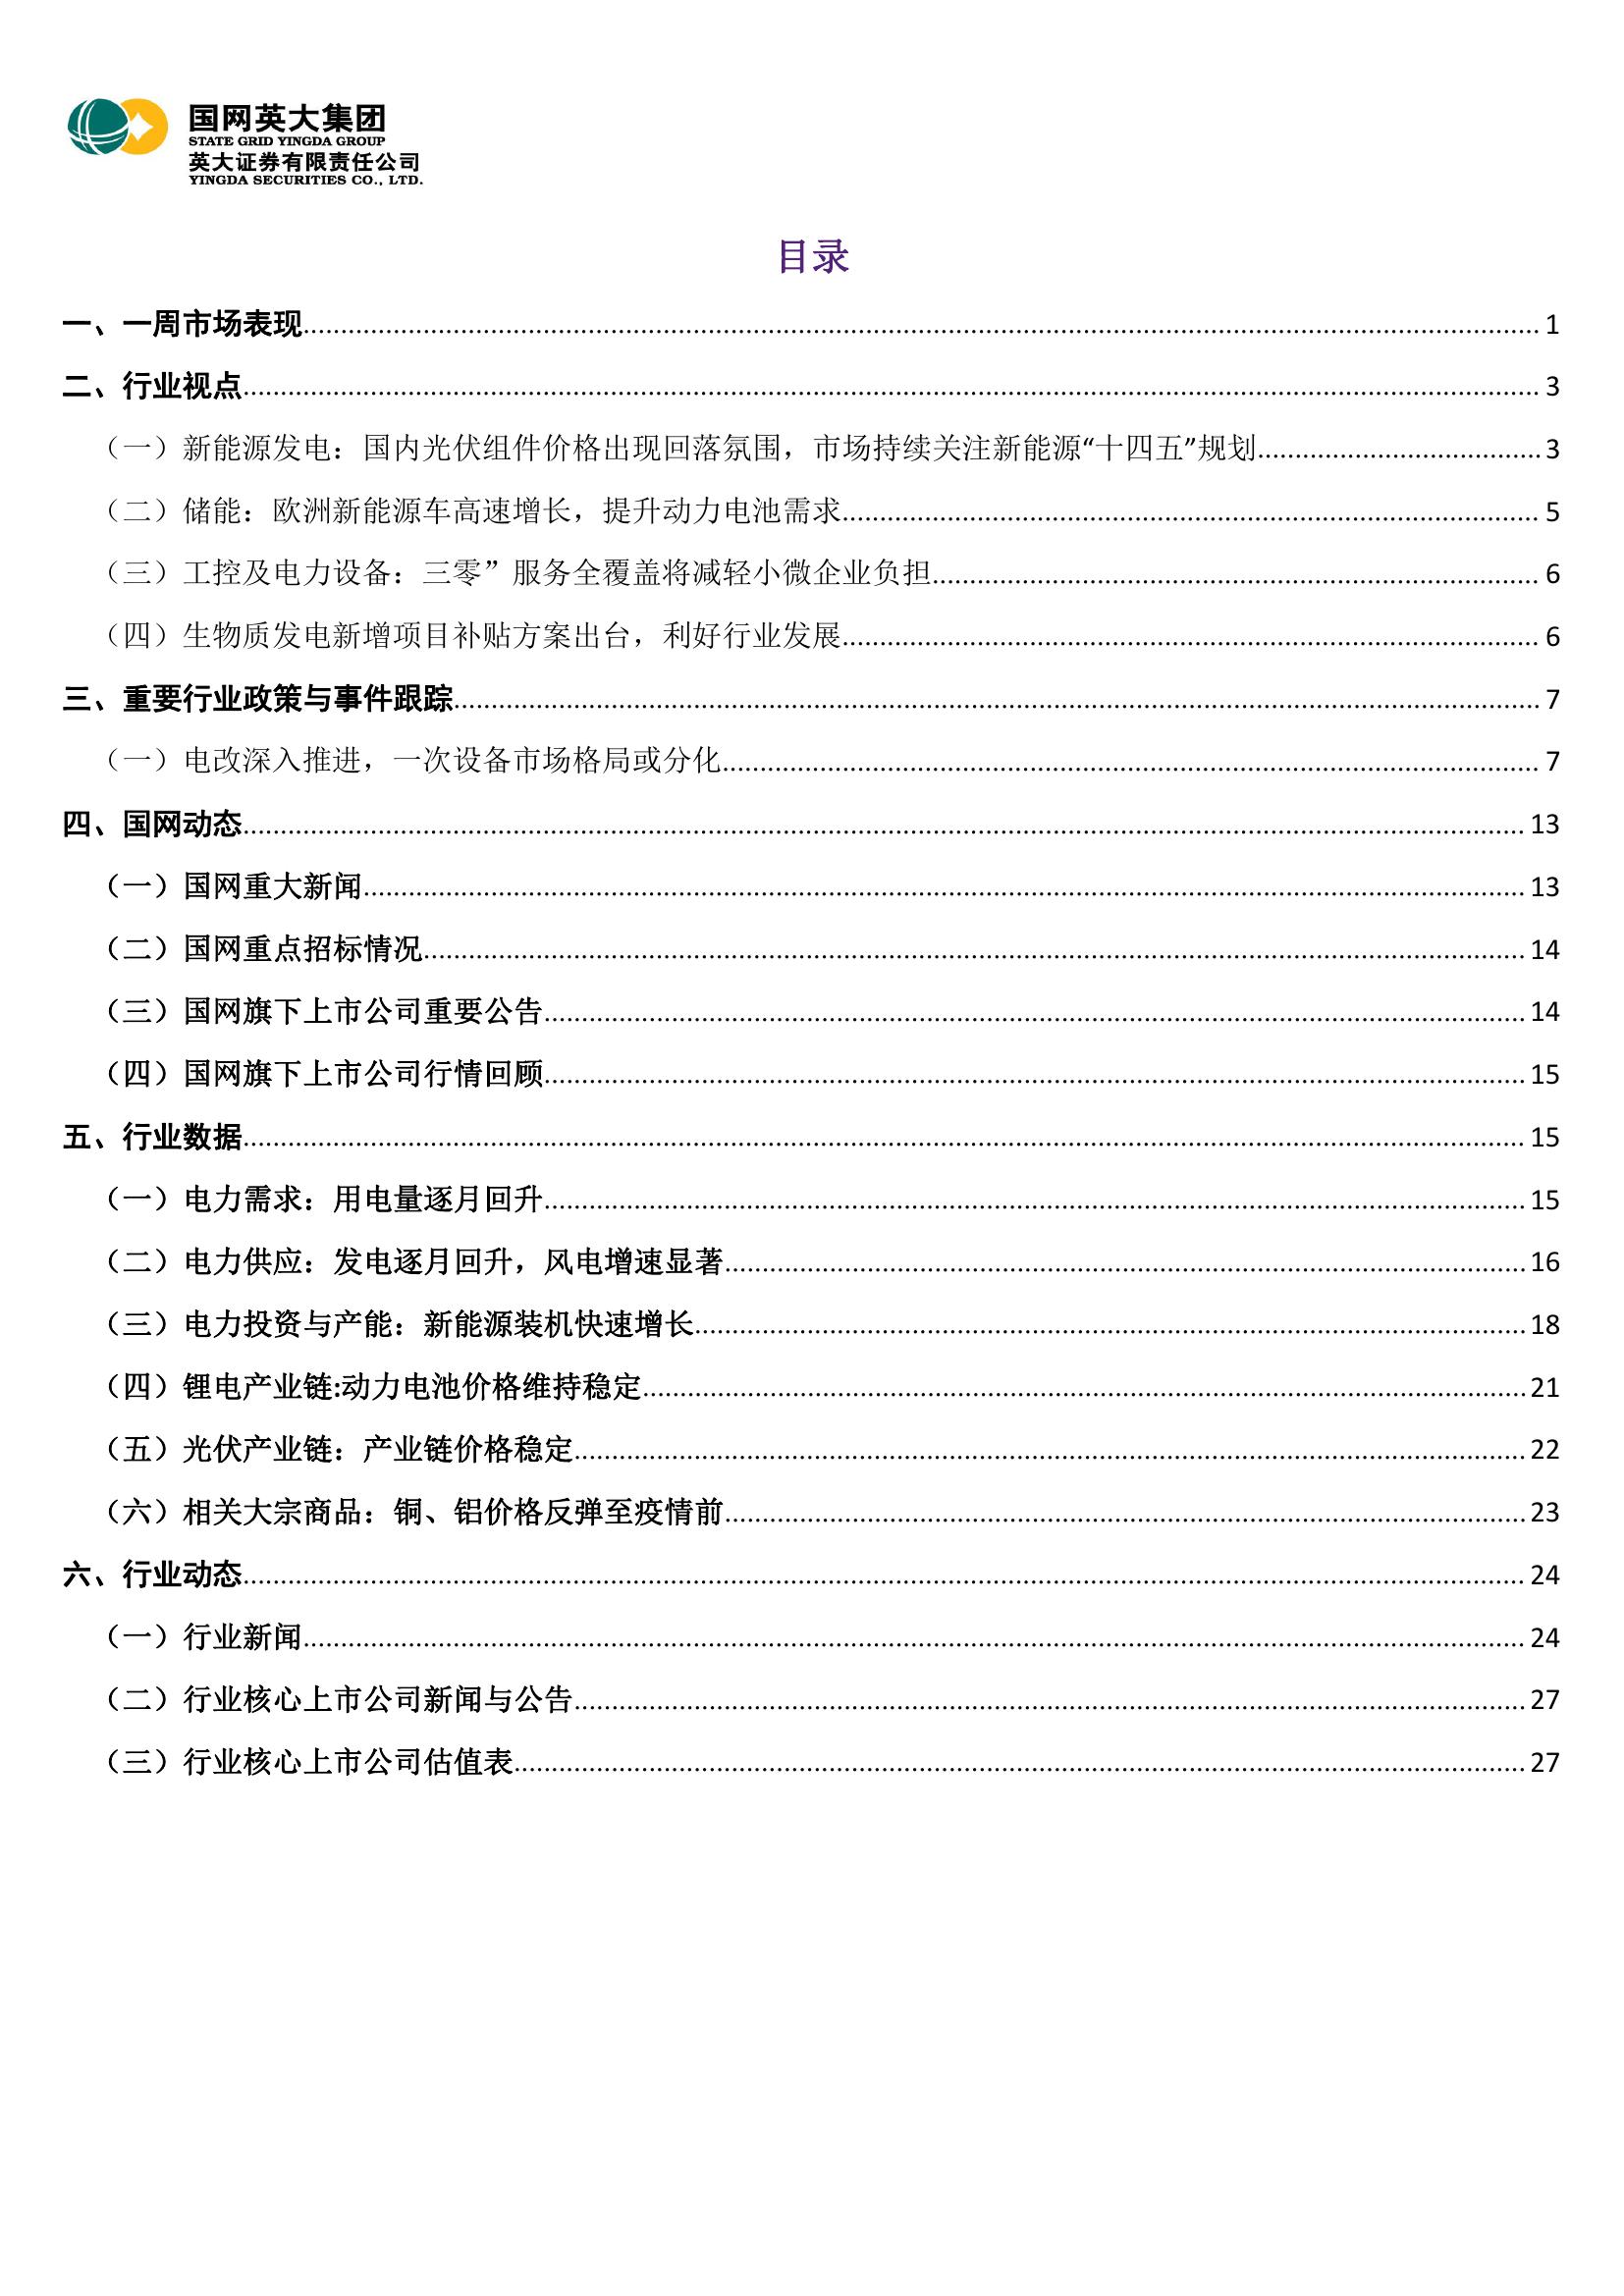 国网英大集团
STATE GRID YINGDA GROUP
英大证券有限责任公司
YINGDA SECURITIES CO., LTD.
目录
一、一周市场表现 1
二、行业视点 3
（一）新能源发电：国内光伏组件价格出现回落氛围，市场持续关注新能源“十四五”规划 3
（二）储能：欧洲新能源车高速增长，提升动力电池需求 5
（三）工控及电力设备：三零”服务全覆盖将减轻小微企业负担 6
（四）生物质发电新增项目补贴方案出台，利好行业发展 6
三、重要行业政策与事件跟踪 7
（一）电改深入推进，一次设备市场格局或分化 7
四、国网动态 13
（一）国网重大新闻 13
（二）国网重点招标情况 14
（三）国网旗下上市公司重要公告 14
（四）国网旗下上市公司行情回顾 15
五、行业数据 15
（一）电力需求：用电量逐月回升 15
（二）电力供应：发电逐月回升，风电增速显著 16
（三）电力投资与产能：新能源装机快速增长 18
（四）锂电产业链:动力电池价格维持稳定 21
（五）光伏产业链：产业链价格稳定 22
（六）相关大宗商品：铜、铝价格反弹至疫情前 23
六、行业动态 24
（一）行业新闻 24
（二）行业核心上市公司新闻与公告 27
（三）行业核心上市公司估值表 27